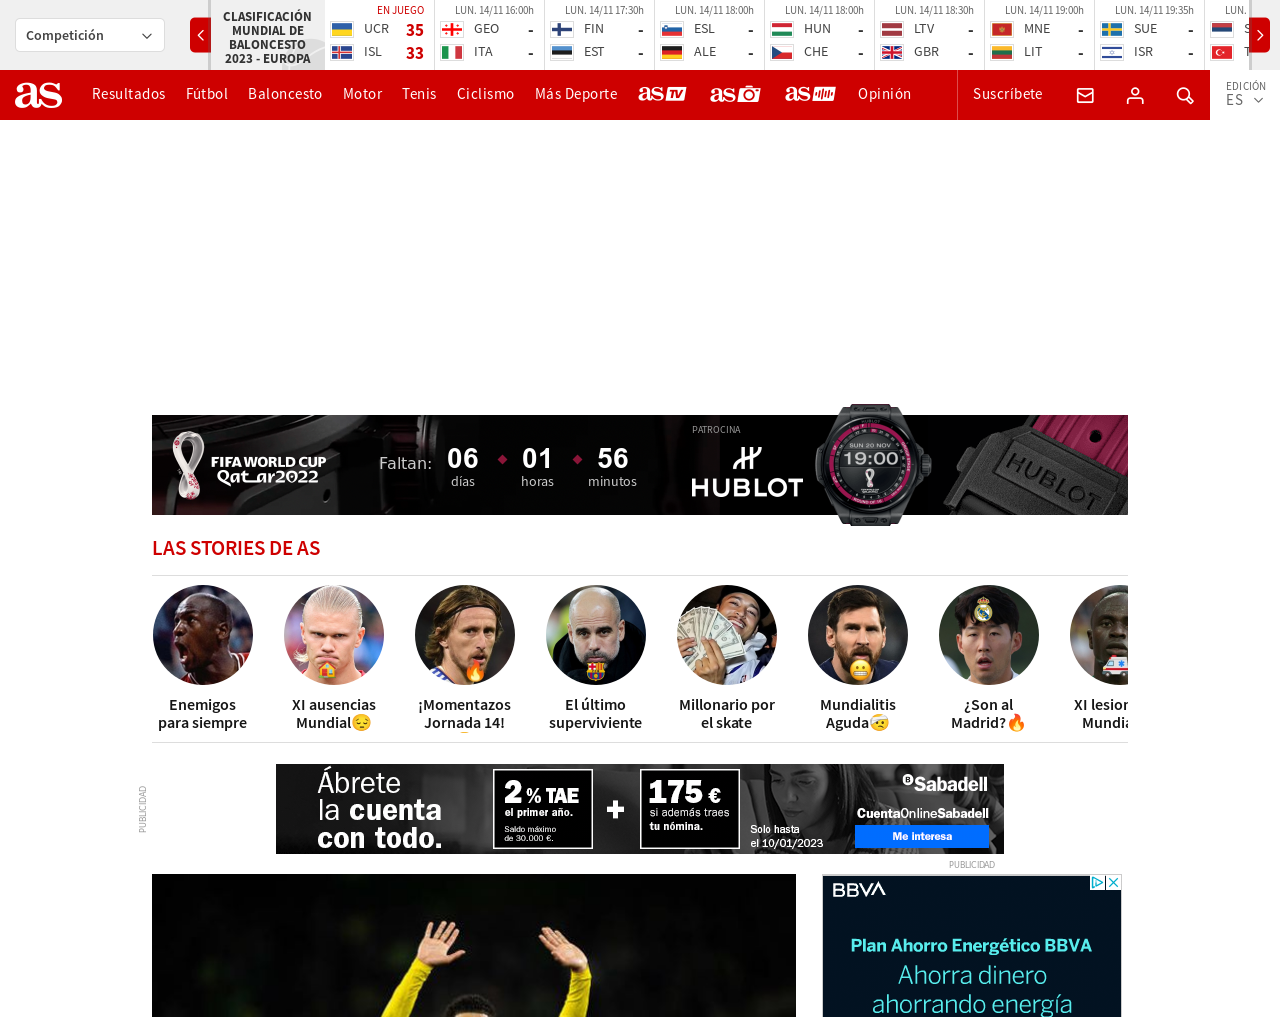 Competición
CLASIFICACIÓN
MUNDIAL DE
BALONCESTO
2023 - EUROPA
EN JUEGO
UCR 35
ISL 33
LUN. 14/11 16:00h
GEO -
ITA -
LUN. 14/11 17:30h
FIN -
EST -
LUN. 14/11 18:00h
ESL -
ALE -
LUN. 14/11 18:00h
HUN -
CHE -
LUN. 14/11 18:30h
LTV -
GBR -
LUN. 14/11 19:00h
MNE -
LIT -
LUN. 14/11 19:35h
SUE -
ISR -
LUN.
as Resultados Fútbol Baloncesto Motor Tenis Ciclismo Más Deporte as TV as as Opinión Suscríbete
EDICIÓN
ES
FIFA WORLD CUP
Qatar2022
Faltan: 06 01 56
días horas minutos
PATROCINA
HUBLOT
SUN 20 NOV
19:00
HUBLOT
LAS STORIES DE AS
Enemigos
para siempre
XI ausencias
Mundial😔
¡Momentazos
Jornada 14!
El último
superviviente
Millonario por
el skate
Mundialitis
Aguda🤕
¿Son al
Madrid?🔥
XI lesion
Mundia
PUBLICIDAD
Ábrete
la cuenta
con todo.
2 % TAE
el primer año.
Saldo máximo
de 30.000 €.
+
175 €
si además traes
tu nómina.
Solo hasta
el 10/01/2023
Sabadell
CuentaOnlineSabadell
Me interesa
PUBLICIDAD
BBVA
Plan Ahorro Energético BBVA
Ahorra dinero
ahorrando energía